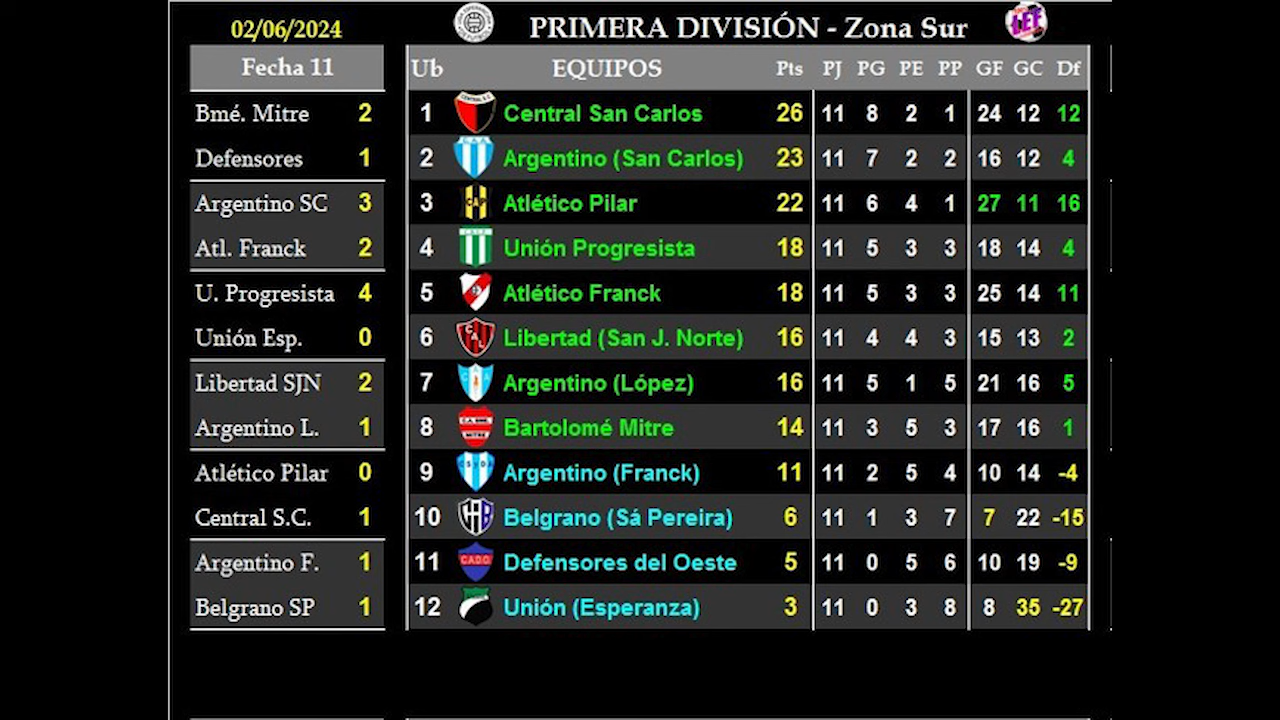 02/06/2024
PRIMERA DIVISIÓN - Zona Sur
LEF
Fecha 11
Bmé. Mitre 2
Defensores 1
Argentino SC 3
Atl. Franck 2
U. Progresista 4
Unión Esp. 0
Libertad SJN 2
Argentino L. 1
Atlético Pilar 0
Central S.C. 1
Argentino F. 1
Belgrano SP 1
Ub EQUIPOS Pts PJ PG PE PP GF GC Df
1 Central San Carlos 26 11 8 2 1 24 12 12
2 Argentino (San Carlos) 23 11 7 2 2 16 12 4
3 Atlético Pilar 22 11 6 4 1 27 11 16
4 Unión Progresista 18 11 5 3 3 18 14 4
5 Atlético Franck 18 11 5 3 3 25 14 11
6 Libertad (San J. Norte) 16 11 4 4 3 15 13 2
7 Argentino (López) 16 11 5 1 5 21 16 5
8 Bartolomé Mitre 14 11 3 5 3 17 16 1
9 Argentino (Franck) 11 11 2 5 4 10 14 -4
10 Belgrano (Sá Pereira) 6 11 1 3 7 7 22 -15
11 Defensores del Oeste 5 11 0 5 6 10 19 -9
12 Unión (Esperanza) 3 11 0 3 8 8 35 -27